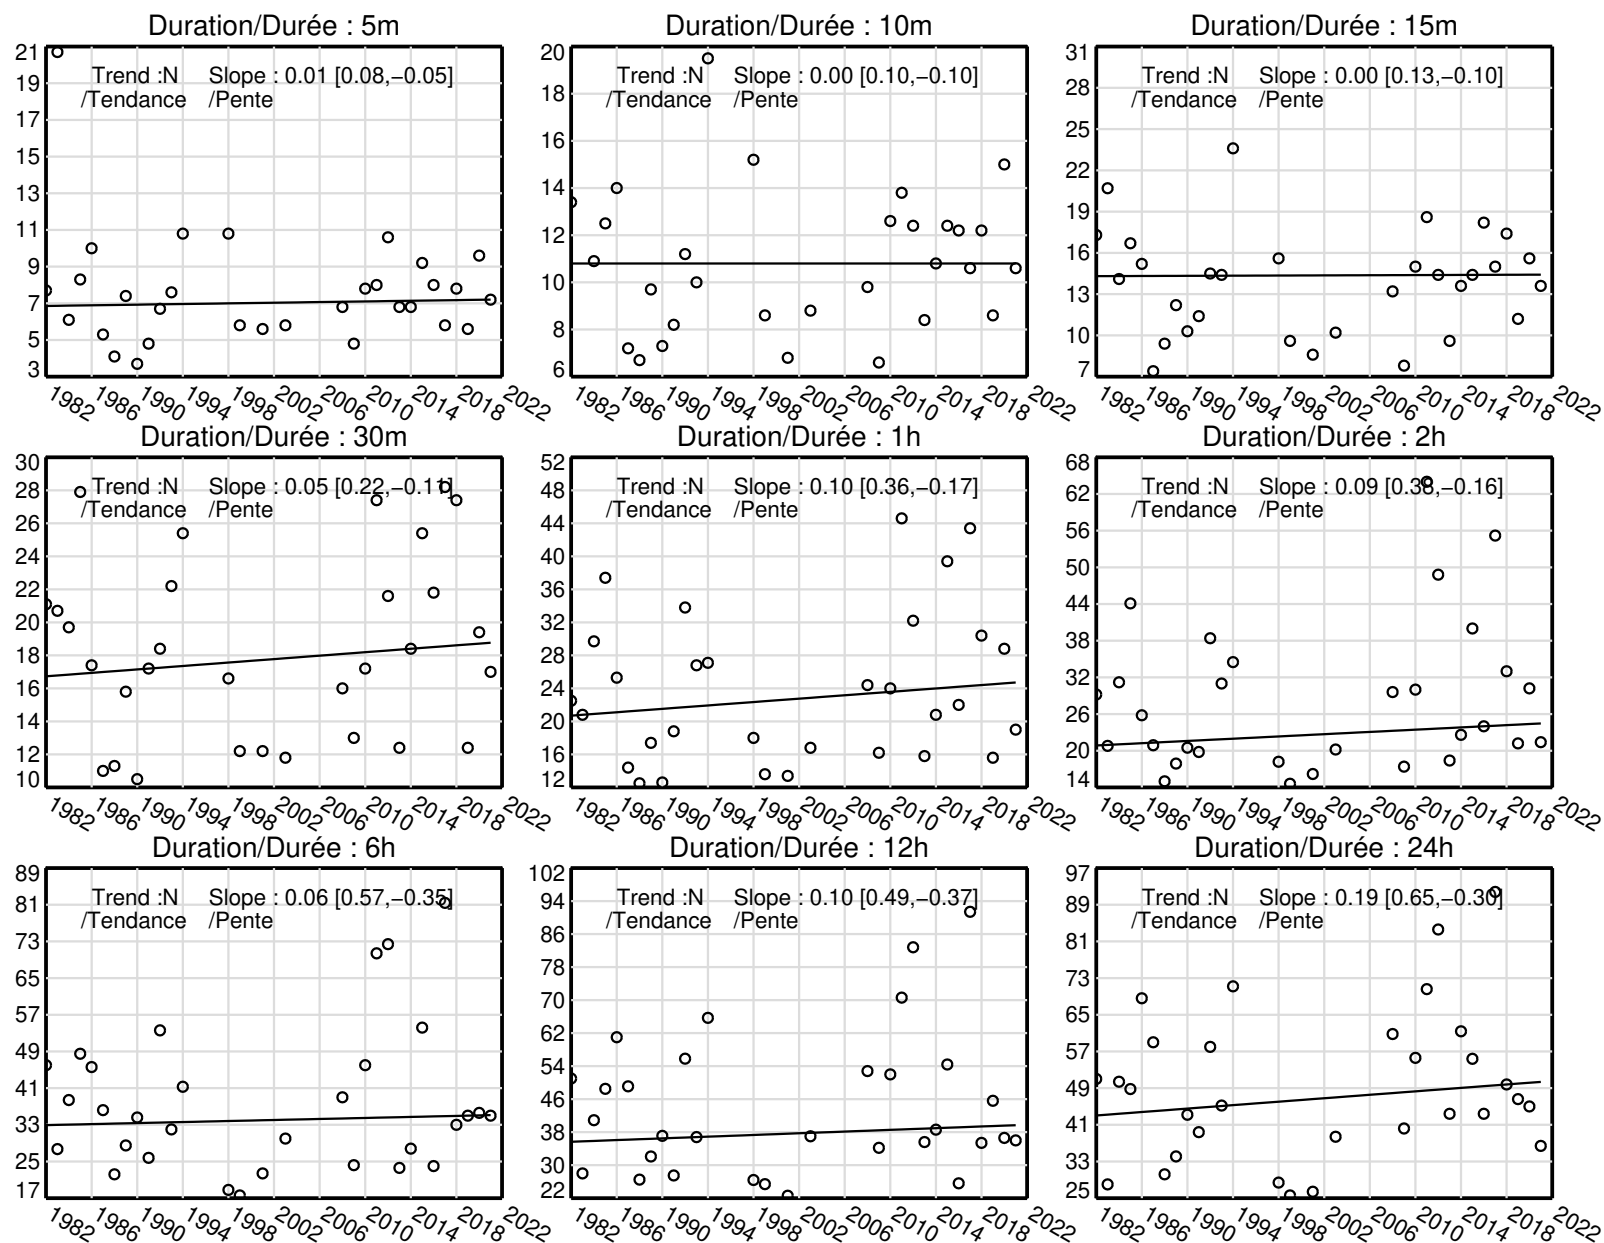 Duration/Durée : 5m
21
19
17
15
13
11
9
7
5
3
Trend :N Slope : 0.01 [0.08,−0.05]
/Tendance /Pente
1982 1986 1990 1994 1998 2002 2006 2010 2014 2018 2022
Duration/Durée : 10m
20
18
16
14
12
10
8
6
Trend :N Slope : 0.00 [0.10,−0.10]
/Tendance /Pente
1982 1986 1990 1994 1998 2002 2006 2010 2014 2018 2022
Duration/Durée : 15m
31
28
25
22
19
16
13
10
7
Trend :N Slope : 0.00 [0.13,−0.10]
/Tendance /Pente
1982 1986 1990 1994 1998 2002 2006 2010 2014 2018 2022
Duration/Durée : 30m
30
28
26
24
22
20
18
16
14
12
10
Trend :N Slope : 0.05 [0.22,−0.11]
/Tendance /Pente
1982 1986 1990 1994 1998 2002 2006 2010 2014 2018 2022
Duration/Durée : 1h
52
48
44
40
36
32
28
24
20
16
12
Trend :N Slope : 0.10 [0.36,−0.17]
/Tendance /Pente
1982 1986 1990 1994 1998 2002 2006 2010 2014 2018 2022
Duration/Durée : 2h
68
62
56
50
44
38
32
26
20
14
Trend :N Slope : 0.09 [0.38,−0.16]
/Tendance /Pente
1982 1986 1990 1994 1998 2002 2006 2010 2014 2018 2022
Duration/Durée : 6h
89
81
73
65
57
49
41
33
25
17
Trend :N Slope : 0.06 [0.57,−0.35]
/Tendance /Pente
1982 1986 1990 1994 1998 2002 2006 2010 2014 2018 2022
Duration/Durée : 12h
102
94
86
78
70
62
54
46
38
30
22
Trend :N Slope : 0.10 [0.49,−0.37]
/Tendance /Pente
1982 1986 1990 1994 1998 2002 2006 2010 2014 2018 2022
Duration/Durée : 24h
97
89
81
73
65
57
49
41
33
25
Trend :N Slope : 0.19 [0.65,−0.30]
/Tendance /Pente
1982 1986 1990 1994 1998 2002 2006 2010 2014 2018 2022